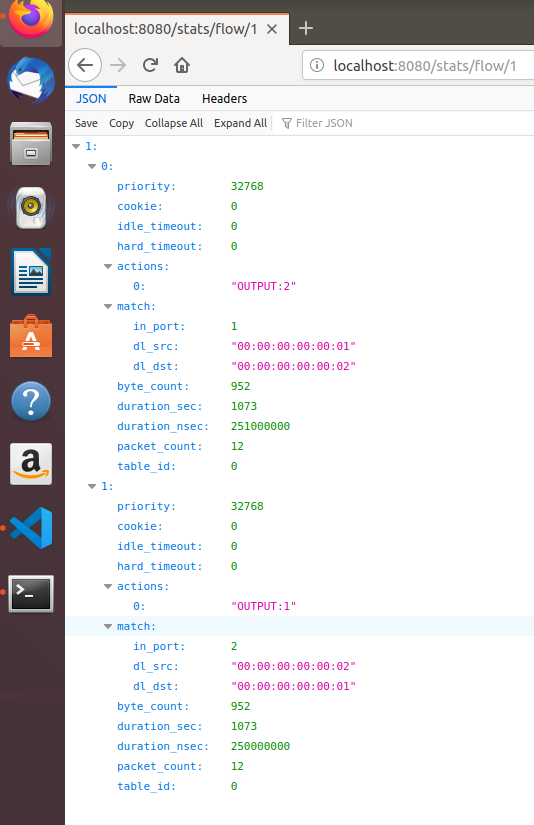 localhost:8080/stats/flow/1
localhost:8080/stats/flow/1
JSON Raw Data Headers
Save Copy Collapse All Expand All Filter JSON
1:
0:
priority: 32768
cookie: 0
idle_timeout: 0
hard_timeout: 0
actions:
0: "OUTPUT:2"
match:
in_port: 1
dl_src: "00:00:00:00:00:01"
dl_dst: "00:00:00:00:00:02"
byte_count: 952
duration_sec: 1073
duration_nsec: 251000000
packet_count: 12
table_id: 0
1:
priority: 32768
cookie: 0
idle_timeout: 0
hard_timeout: 0
actions:
0: "OUTPUT:1"
match:
in_port: 2
dl_src: "00:00:00:00:00:02"
dl_dst: "00:00:00:00:00:01"
byte_count: 952
duration_sec: 1073
duration_nsec: 250000000
packet_count: 12
table_id: 0